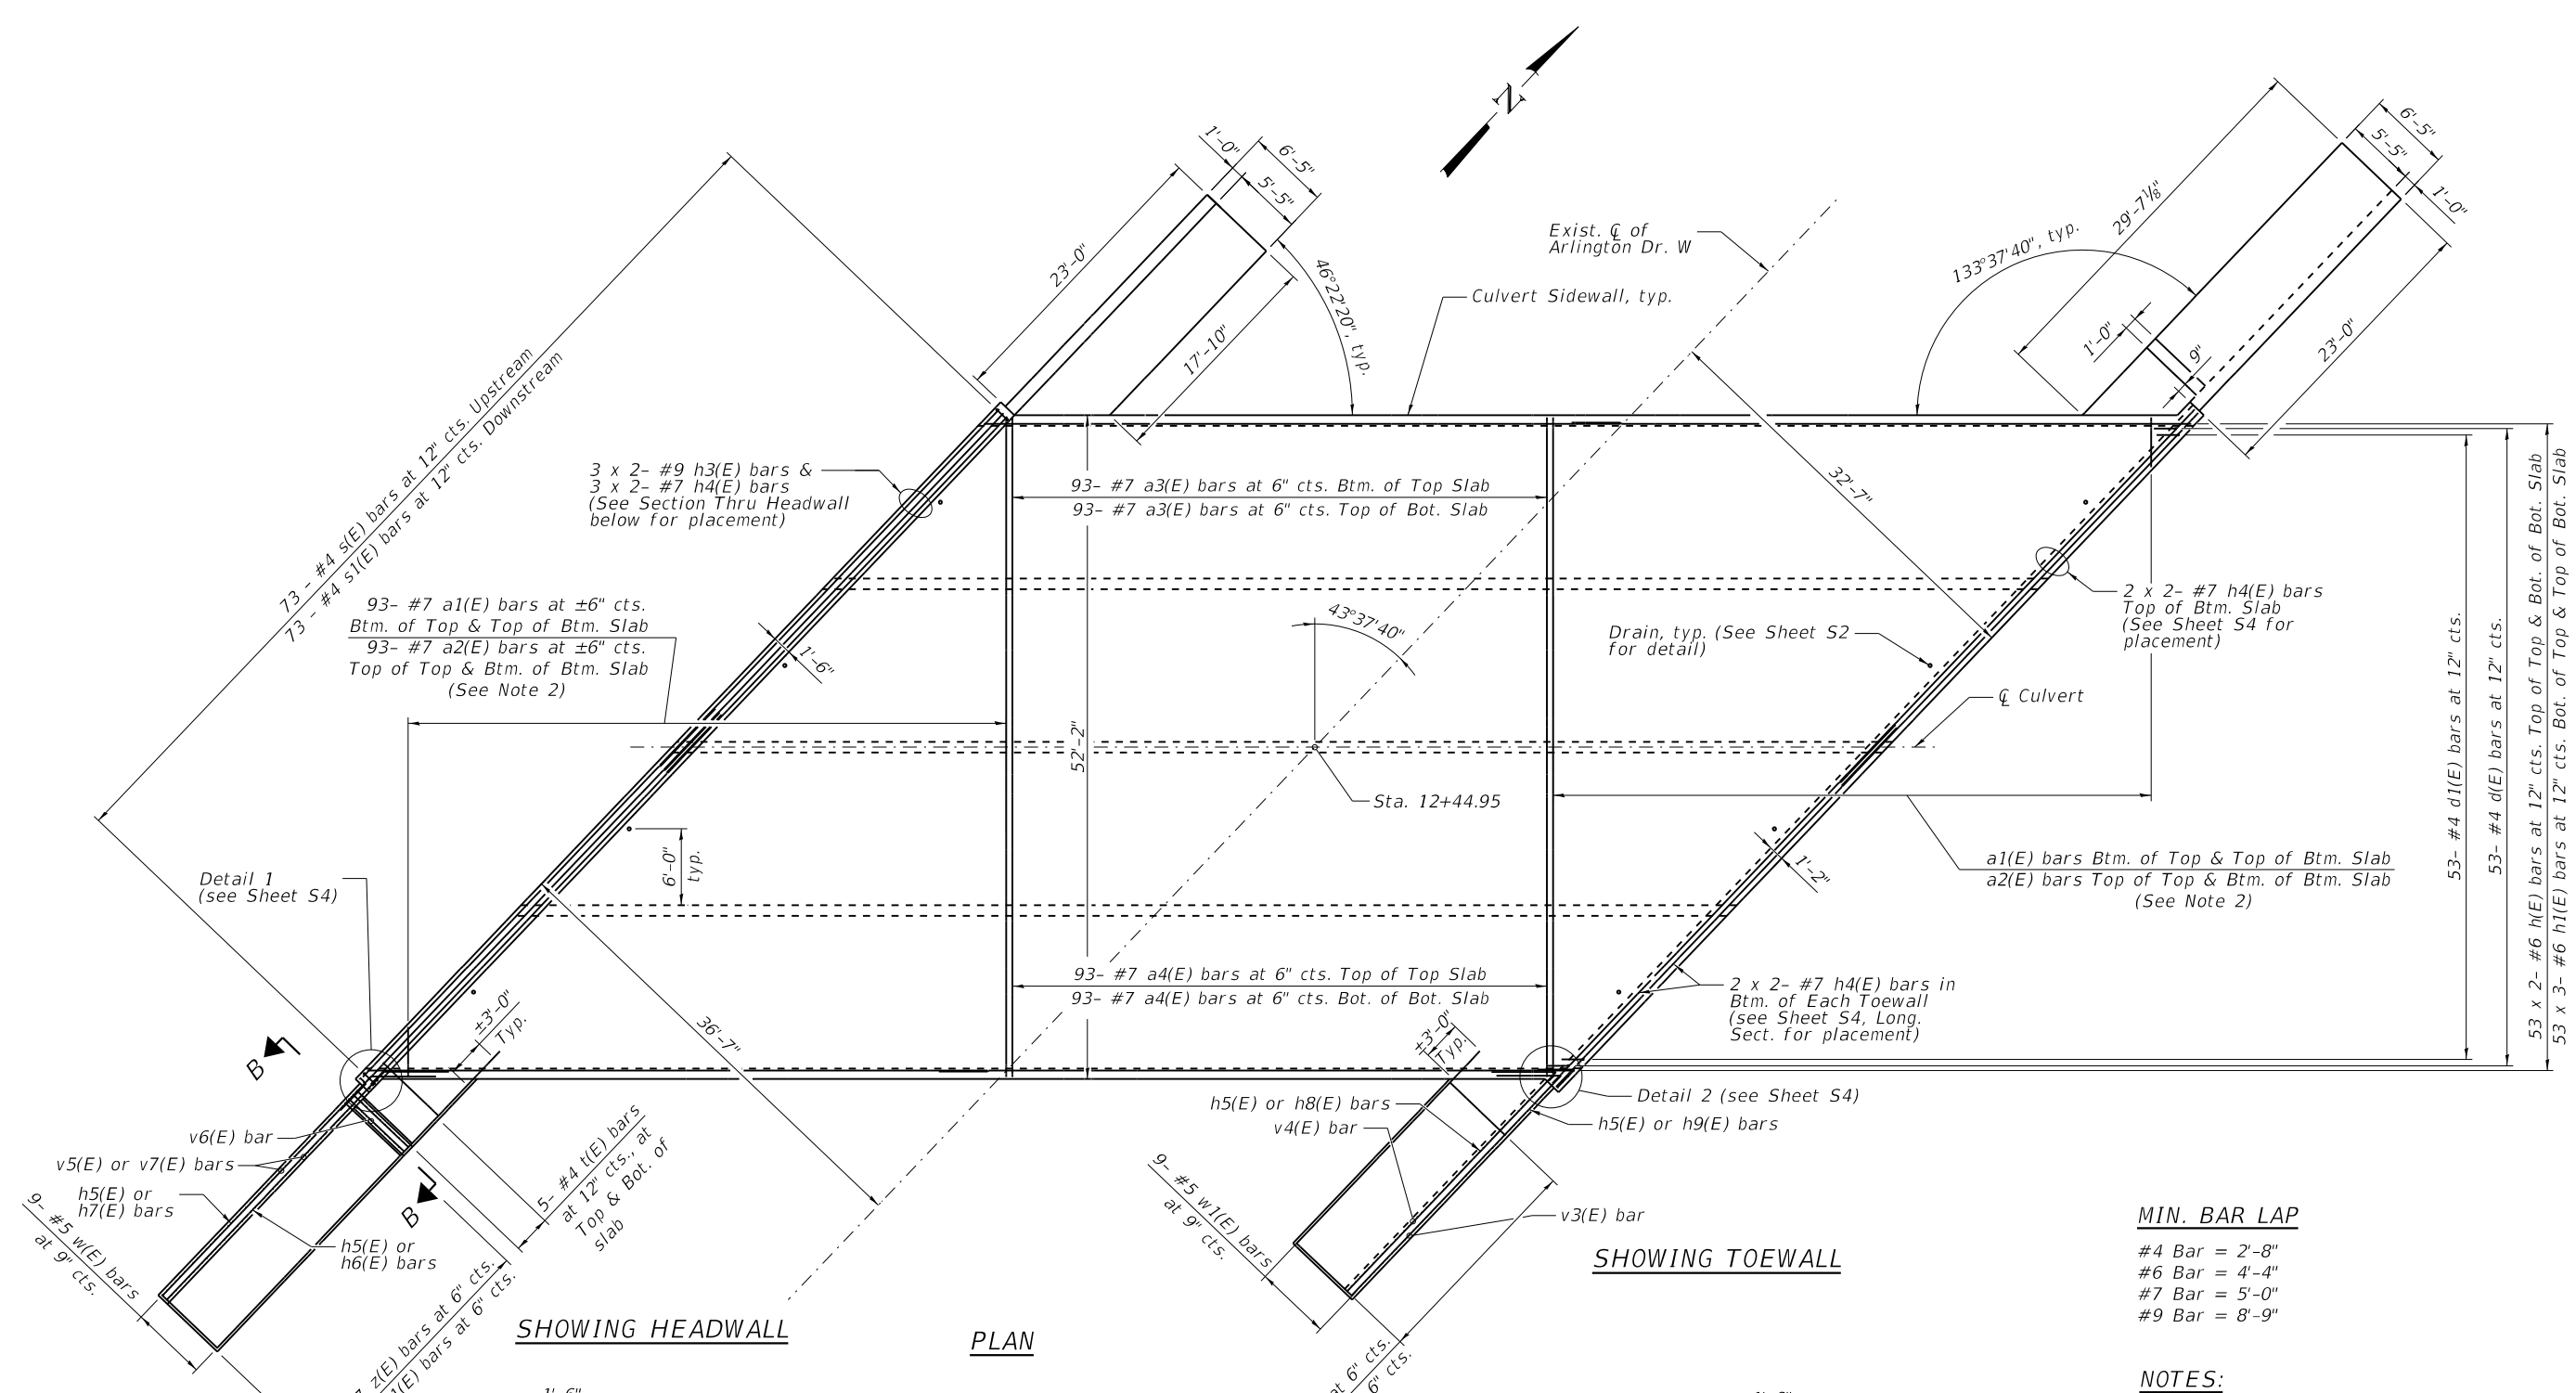 N
1'-0"
6'-5"
5'-5"
23'-0"
17'-10"
46°22'20", typ.
Exist. ℄ of
Arlington Dr. W
Culvert Sidewall, typ.
133°37'40", typ.
29'-7⅛"
6'-5"
5'-5"
1'-0"
1'-0"
9"
23'-0"
73 - #4 s(E) bars at 12" cts. Upstream
73 - #4 s1(E) bars at 12" cts. Downstream
3 x 2- #9 h3(E) bars &
3 x 2- #7 h4(E) bars
(See Section Thru Headwall
below for placement)
93- #7 a3(E) bars at 6" cts. Btm. of Top Slab
93- #7 a3(E) bars at 6" cts. Top of Bot. Slab
32'-7"
93- #7 a1(E) bars at ±6" cts.
Btm. of Top & Top of Btm. Slab
93- #7 a2(E) bars at ±6" cts.
Top of Top & Btm. of Btm. Slab
(See Note 2)
1'-6"
43°37'40"
Drain, typ. (See Sheet S2
for detail)
2 x 2- #7 h4(E) bars
Top of Btm. Slab
(See Sheet S4 for
placement)
℄ Culvert
52'-2"
Sta. 12+44.95
6'-0"
typ.
1'-2"
a1(E) bars Btm. of Top & Top of Btm. Slab
a2(E) bars Top of Top & Btm. of Btm. Slab
(See Note 2)
53- #4 d1(E) bars at 12" cts.
53- #4 d(E) bars at 12" cts.
53 x 2- #6 h(E) bars at 12" cts. Top of Top & Bot. of Bot. Slab
53 x 3- #6 h1(E) bars at 12" cts. Bot. of Top & Top of Bot. Slab
Detail 1
(see Sheet S4)
93- #7 a4(E) bars at 6" cts. Top of Top Slab
93- #7 a4(E) bars at 6" cts. Bot. of Bot. Slab
2 x 2- #7 h4(E) bars in
Btm. of Each Toewall
(see Sheet S4, Long.
Sect. for placement)
±3'-0"
Typ.
36'-7"
±3'-0"
Typ.
B
B
v6(E) bar
v5(E) or v7(E) bars
h5(E) or
h7(E) bars
h5(E) or
h6(E) bars
9- #5 w(E) bars
at 9" cts.
5- #4 t(E) bars
at 12" cts., at
Top & Bot. of
slab
z(E) bars at 6" cts.
(E) bars at 6" cts.
h5(E) or h8(E) bars
v4(E) bar
Detail 2 (see Sheet S4)
h5(E) or h9(E) bars
9- #5 w1(E) bars
at 9" cts.
v3(E) bar
at 6" cts.
6" cts.
SHOWING HEADWALL
PLAN
SHOWING TOEWALL
MIN. BAR LAP
#4 Bar = 2'-8"
#6 Bar = 4'-4"
#7 Bar = 5'-0"
#9 Bar = 8'-9"
NOTES: